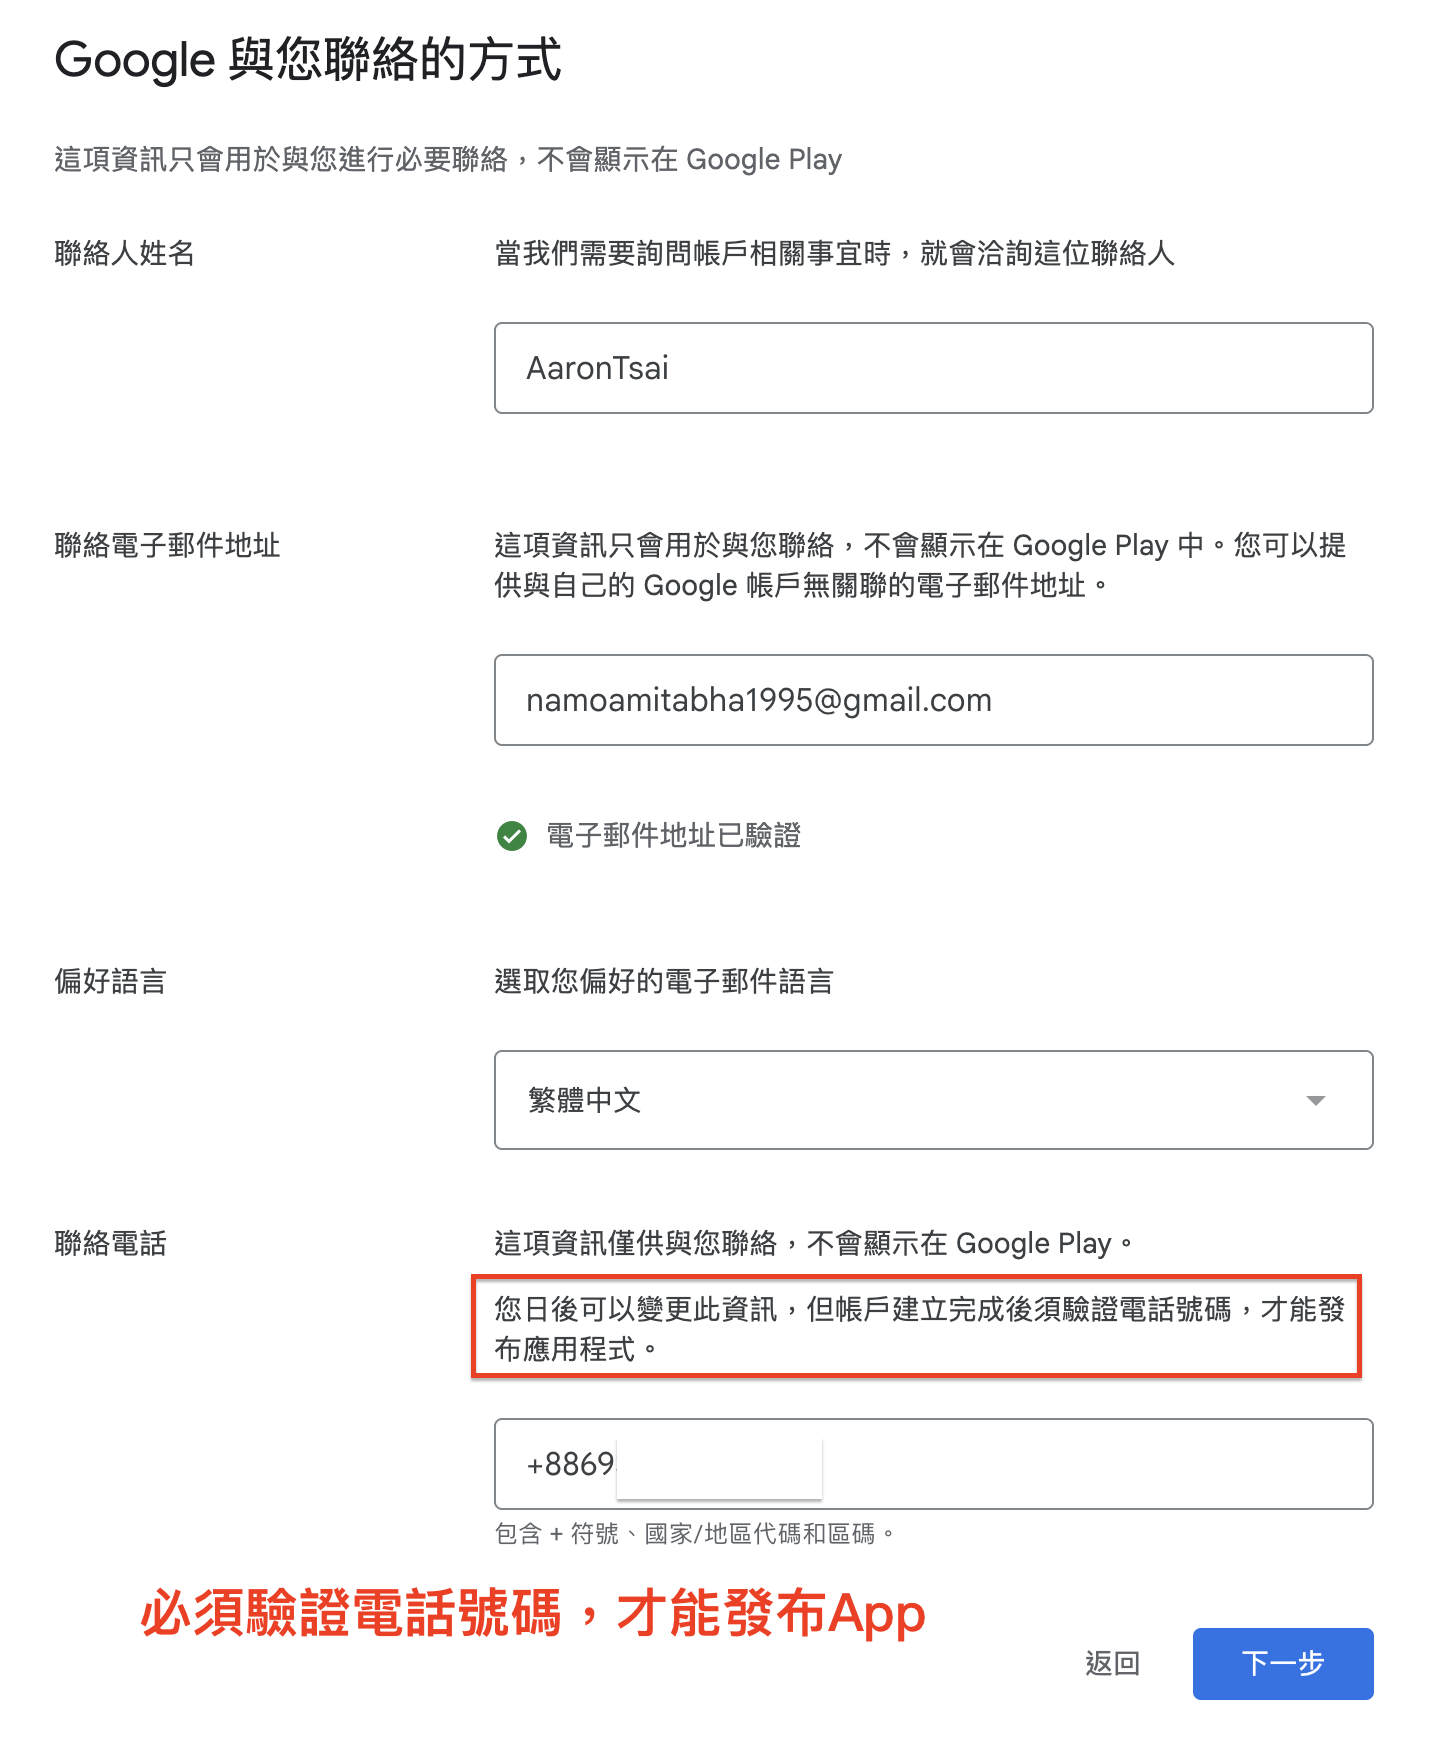 Google 與您聯絡的方式
這項資訊只會用於與您進行必要聯絡，不會顯示在 Google Play
聯絡人姓名
當我們需要詢問帳戶相關事宜時，就會洽詢這位聯絡人
AaronTsai
聯絡電子郵件地址
這項資訊只會用於與您聯絡，不會顯示在 Google Play 中。您可以提
供與自己的 Google 帳戶無關聯的電子郵件地址。
namoamitabha1995@gmail.com
電子郵件地址已驗證
偏好語言
選取您偏好的電子郵件語言
繁體中文
聯絡電話
這項資訊僅供與您聯絡，不會顯示在 Google Play。
您日後可以變更此資訊，但帳戶建立完成後須驗證電話號碼，才能發
布應用程式。
+8869
包含 + 符號、國家/地區代碼和區碼。
必須驗證電話號碼，才能發布App
返回
下一步